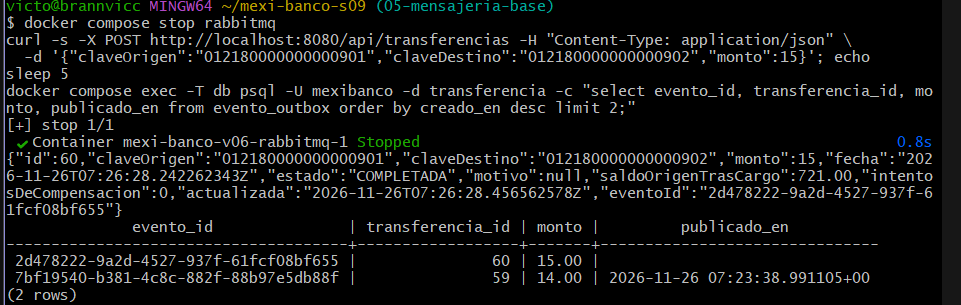 victo@brannvicc MINGW64 ~/mexi-banco-s09 (05-mensajeria-base)
$ docker compose stop rabbitmq
curl -s -X POST http://localhost:8080/api/transferencias -H "Content-Type: application/json" \
  -d '{"claveOrigen":"012180000000000901","claveDestino":"012180000000000902","monto":15}'; echo
sleep 5
docker compose exec -T db psql -U mexibanco -d transferencia -c "select evento_id, transferencia_id, mo
nto, publicado_en from evento_outbox order by creado_en desc limit 2;"
[+] stop 1/1
 ✔ Container mexi-banco-v06-rabbitmq-1 Stopped 0.8s
{"id":60,"claveOrigen":"012180000000000901","claveDestino":"012180000000000902","monto":15,"fecha":"202
6-11-26T07:26:28.242262343Z","estado":"COMPLETADA","motivo":null,"saldoOrigenTrasCargo":721.00,"intento
sDeCompensacion":0,"actualizada":"2026-11-26T07:26:28.456562578Z","eventoId":"2d478222-9a2d-4527-937f-6
1fcf08bf655"}
              evento_id               | transferencia_id | monto |         publicado_en
--------------------------------------+------------------+-------+-------------------------------
 2d478222-9a2d-4527-937f-61fcf08bf655 |               60 | 15.00 |
 7bf19540-b381-4c8c-882f-88b97e5db88f |               59 | 14.00 | 2026-11-26 07:23:38.991105+00
(2 rows)